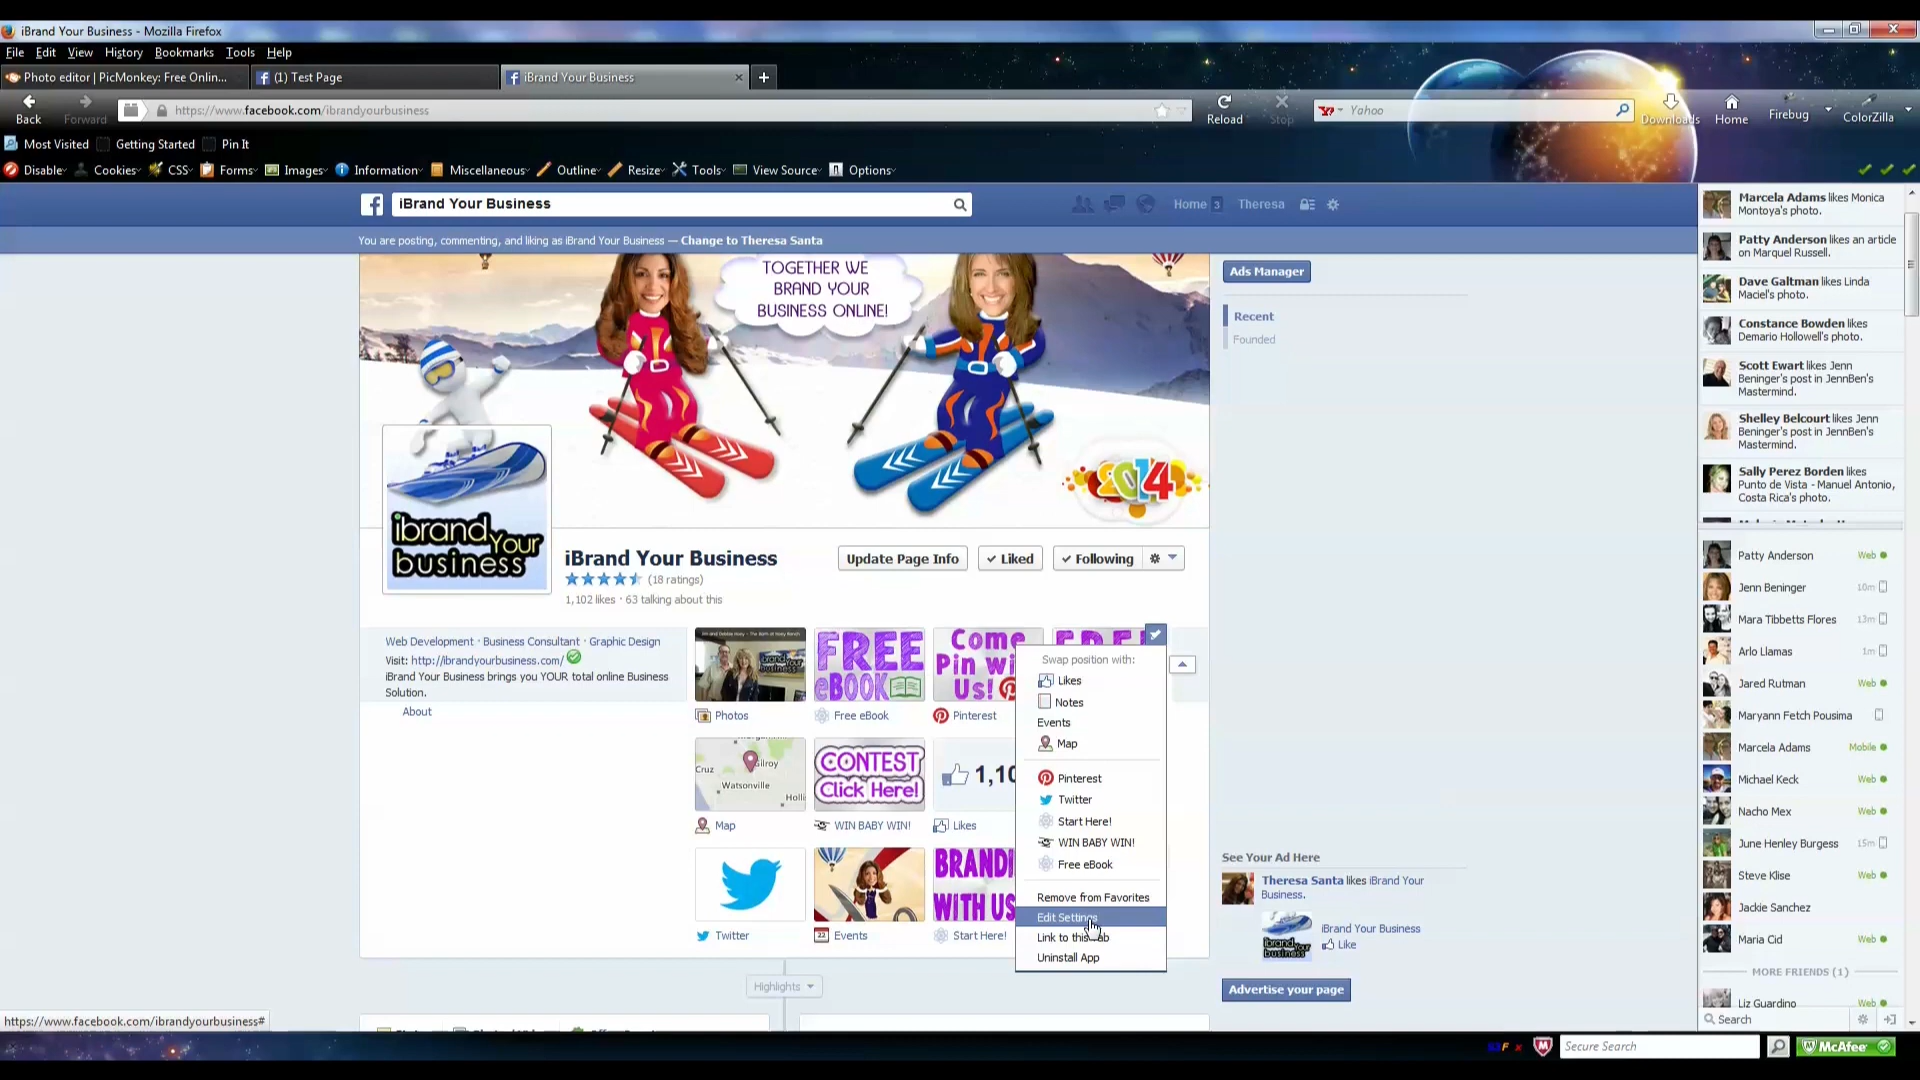 iBrand Your Business - Mozilla Firefox
File Edit View History Bookmarks Tools Help
Photo editor | PicMonkey: Free Onlin...
(1) Test Page
iBrand Your Business
Back
Forward
https://www.facebook.com/ibrandyourbusiness
Reload
Stop
Yahoo
Downloads
Home
Firebug
ColorZilla
Most Visited Getting Started Pin It
Disable Cookies CSS Forms Images Information Miscellaneous Outline Resize Tools View Source Options
iBrand Your Business
Home 3 Theresa
You are posting, commenting, and liking as iBrand Your Business — Change to Theresa Santa
TOGETHER WE
BRAND YOUR
BUSINESS ONLINE!
2014
ibrand Your
business
iBrand Your Business
(18 ratings)
1,102 likes · 63 talking about this
Update Page Info
Liked
Following
Web Development · Business Consultant · Graphic Design
Visit: http://ibrandyourbusiness.com/
iBrand Your Business brings you YOUR total online Business
Solution.
About
Photos
FREE
eBOOK
Free eBook
Come
Pin wi
Us!
Pinterest
FREE
Gilroy
Cruz
Watsonville
Holli
Map
CONTEST
Click Here!
WIN BABY WIN!
1,10
Likes
Twitter
22 Events
BRANDI
WITH US
Start Here!
Swap position with:
Likes
Notes
Events
Map
Pinterest
Twitter
Start Here!
WIN BABY WIN!
Free eBook
Remove from Favorites
Edit Settings
Link to this Tab
Uninstall App
Highlights
Ads Manager
Recent
Founded
See Your Ad Here
Theresa Santa likes iBrand Your
Business.
iBrand Your Business
Like
Advertise your page
Marcela Adams likes Monica
Montoya's photo.
Patty Anderson likes an article
on Marquel Russell.
Dave Galtman likes Linda
Maciel's photo.
Constance Bowden likes
Demario Hollowell's photo.
Scott Ewart likes Jenn
Beninger's post in JennBen's
Mastermind.
Shelley Belcourt likes Jenn
Beninger's post in JennBen's
Mastermind.
Sally Perez Borden likes
Punto de Vista - Manuel Antonio,
Costa Rica's photo.
Patty Anderson Web
Jenn Beninger 10m
Mara Tibbetts Flores 13m
Arlo Llamas 1m
Jared Rutman Web
Maryann Fetch Pousima
Marcela Adams Mobile
Michael Keck Web
Nacho Mex Web
June Henley Burgess 15m
Steve Klise Web
Jackie Sanchez
Maria Cid Web
MORE FRIENDS (1)
Liz Guardino Web
Search
https://www.facebook.com/ibrandyourbusiness#
Secure Search
McAfee